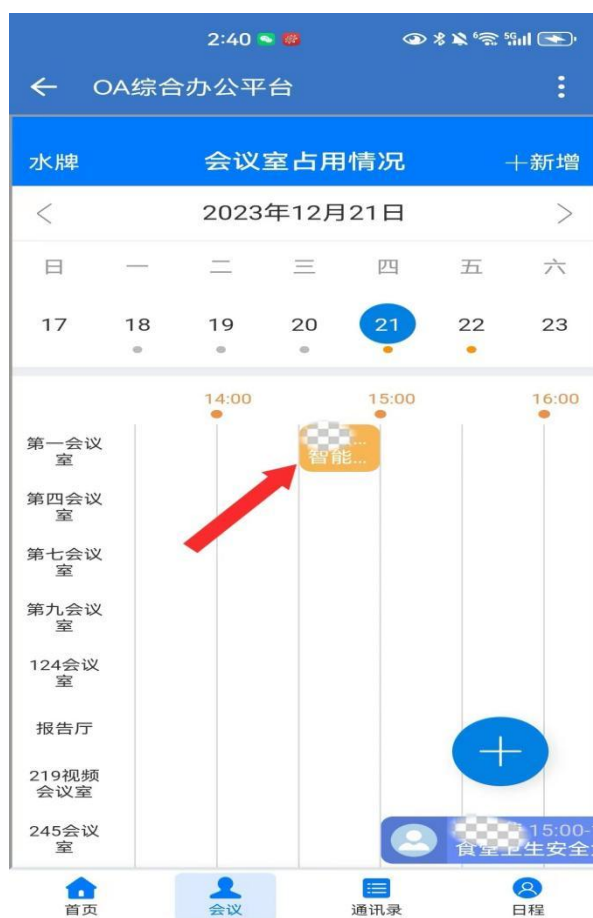 2:40
OA综合办公平台
水牌 会议室占用情况 +新增
2023年12月21日
日 一 二 三 四 五 六
17 18 19 20 21 22 23
14:00 15:00 16:00
第一会议
室
智能...
第四会议
室
第七会议
室
第九会议
室
124会议
室
报告厅
219视频
会议室
245会议
室
15:00-
食堂卫生安全
首页 会议 通讯录 日程